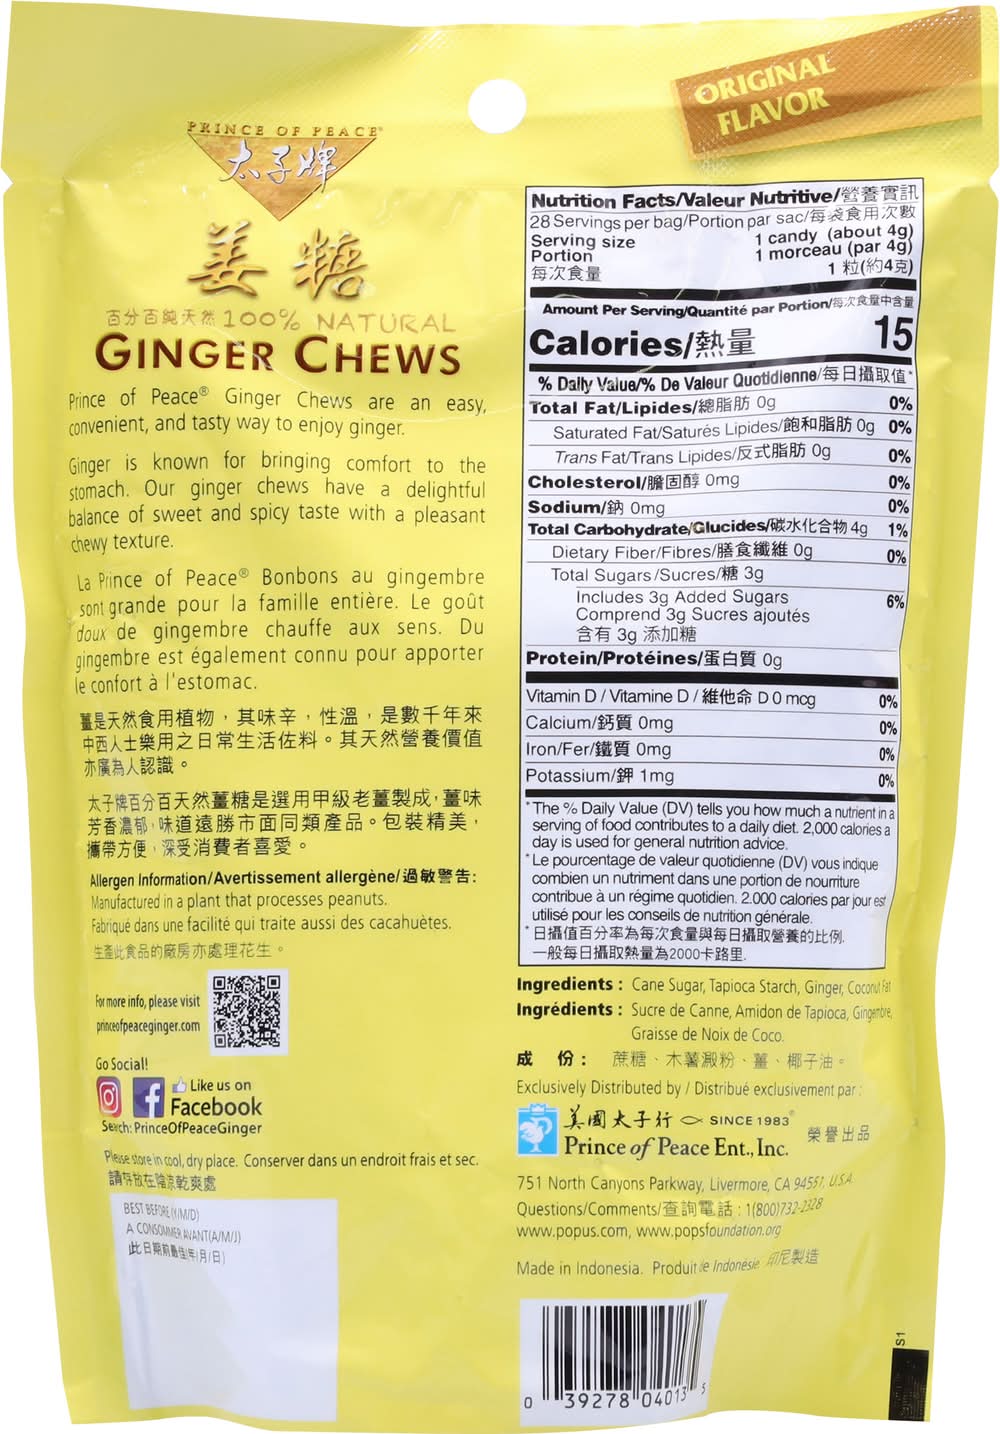 ORIGINAL
FLAVOR
PRINCE OF PEACE®
太子牌
姜糖
百分百純天然 100% NATURAL
GINGER CHEWS
Prince of Peace® Ginger Chews are an easy,
convenient, and tasty way to enjoy ginger.
Ginger is known for bringing comfort to the
stomach. Our ginger chews have a delightful
balance of sweet and spicy taste with a pleasant
chewy texture.
La Prince of Peace® Bonbons au gingembre
sont grande pour la famille entière. Le goût
doux de gingembre chauffe aux sens. Du
gingembre est également connu pour apporter
le confort à l'estomac.
薑是天然食用植物，其味辛，性溫，是數千年來
中西人士樂用之日常生活佐料。其天然營養價值
亦廣為人認識。
太子牌百分百天然薑糖是選用甲級老薑製成，薑味
芳香濃郁，味道遠勝市面同類產品。包裝精美，
攜帶方便，深受消費者喜愛。
Allergen Information/Avertissement allergène/過敏警告:
Manufactured in a plant that processes peanuts.
Fabriqué dans une facilité qui traite aussi des cacahuètes.
生產此食品的廠房亦處理花生。
For more info, please visit
princeofpeaceginger.com
Go Social!
Like us on
Facebook
Search: PrinceOfPeaceGinger
Please store in cool, dry place. Conserver dans un endroit frais et sec.
請存放在陰涼乾爽處
BEST BEFORE (Y/M/D)
A CONSOMMER AVANT(A/M/J)
此日期前最佳(年/月/日)
Nutrition Facts/Valeur Nutritive/營養實訊
28 Servings per bag/Portion par sac/每袋食用次數
Serving size 1 candy (about 4g)
Portion 1 morceau (par 4g)
每次食量 1 粒(約4克)
Amount Per Serving/Quantité par Portion/每次食量中含量
Calories/熱量 15
% Daily Value/% De Valeur Quotidienne/每日攝取值*
Total Fat/Lipides/總脂肪 0g 0%
Saturated Fat/Saturés Lipides/飽和脂肪 0g 0%
Trans Fat/Trans Lipides/反式脂肪 0g 0%
Cholesterol/膽固醇 0mg 0%
Sodium/鈉 0mg 0%
Total Carbohydrate/Glucides/碳水化合物 4g 1%
Dietary Fiber/Fibres/膳食纖維 0g 0%
Total Sugars/Sucres/糖 3g
Includes 3g Added Sugars 6%
Comprend 3g Sucres ajoutés
含有 3g 添加糖
Protein/Protéines/蛋白質 0g
Vitamin D / Vitamine D / 維他命 D 0 mcg 0%
Calcium/鈣質 0mg 0%
Iron/Fer/鐵質 0mg 0%
Potassium/鉀 1mg 0%
*The % Daily Value (DV) tells you how much a nutrient in a
serving of food contributes to a daily diet. 2,000 calories a
day is used for general nutrition advice.
*Le pourcentage de valeur quotidienne (DV) vous indique
combien un nutriment dans une portion de nourriture
contribue à un régime quotidien. 2.000 calories par jour est
utilisé pour les conseils de nutrition générale.
*日攝值百分率為每次食量與每日攝取營養的比例.
一般每日攝取熱量為2000卡路里.
Ingredients : Cane Sugar, Tapioca Starch, Ginger, Coconut Fat
Ingrédients : Sucre de Canne, Amidon de Tapioca, Gingembre,
Graisse de Noix de Coco.
成 份 : 蔗糖、木薯澱粉、薑、椰子油。
Exclusively Distributed by / Distribué exclusivement par :
美國太子行 SINCE 1983® 榮譽出品
Prince of Peace Ent., Inc.
751 North Canyons Parkway, Livermore, CA 94551, U.S.A.
Questions/Comments/查詢電話 : 1(800)732-2328
www.popus.com, www.popsfoundation.org
Made in Indonesia. Produit de Indonésie. 印尼製造
0 39278 04013 5
S1